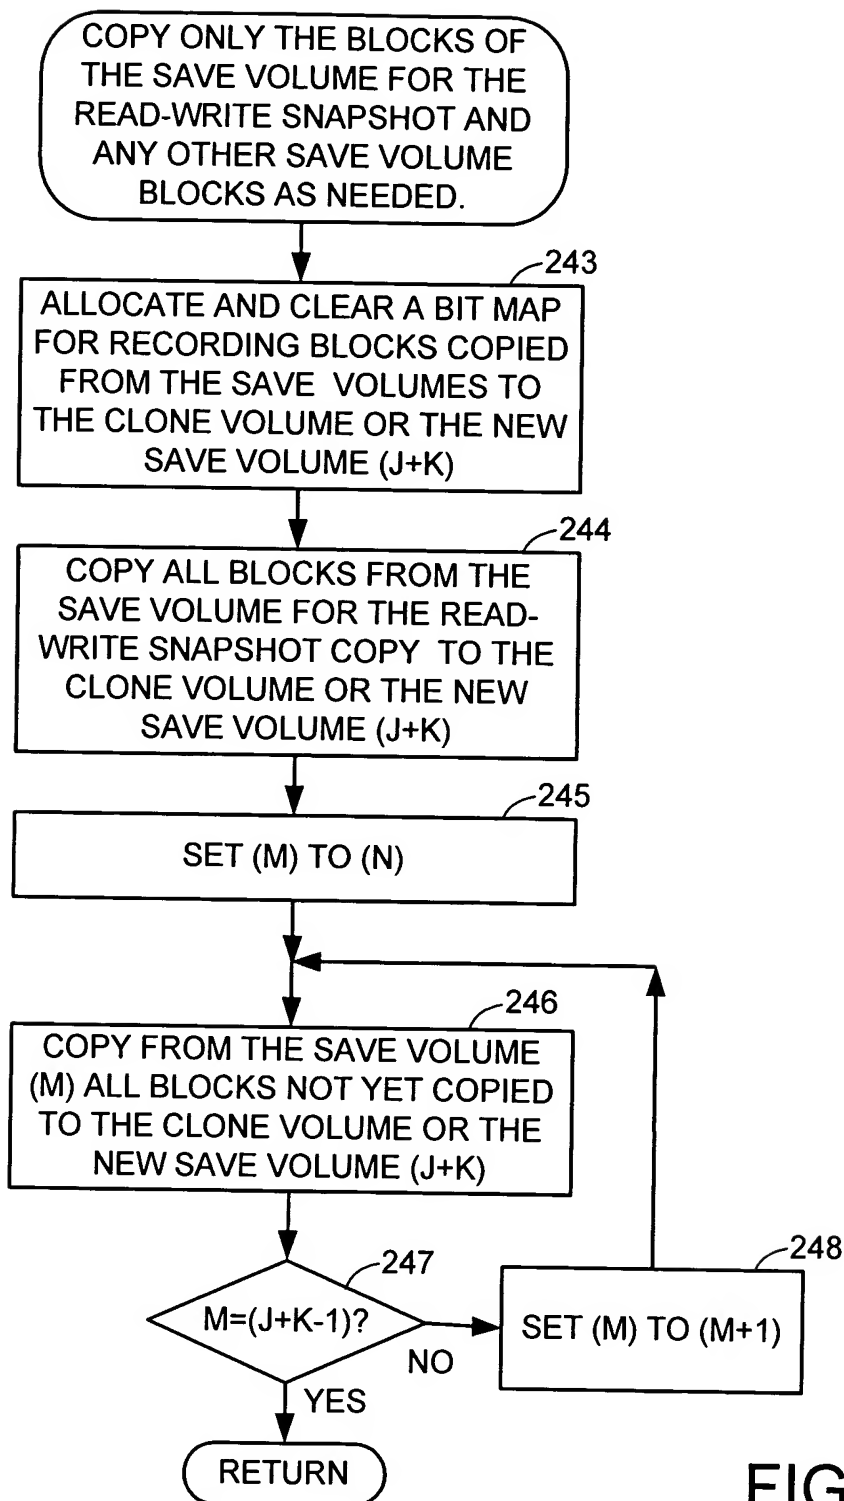 COPY ONLY THE BLOCKS OF
THE SAVE VOLUME FOR THE
READ-WRITE SNAPSHOT AND
ANY OTHER SAVE VOLUME
BLOCKS AS NEEDED.
243
ALLOCATE AND CLEAR A BIT MAP
FOR RECORDING BLOCKS COPIED
FROM THE SAVE VOLUMES TO
THE CLONE VOLUME OR THE NEW
SAVE VOLUME (J+K)
244
COPY ALL BLOCKS FROM THE
SAVE VOLUME FOR THE READ-
WRITE SNAPSHOT COPY TO THE
CLONE VOLUME OR THE NEW
SAVE VOLUME (J+K)
245
SET (M) TO (N)
246
COPY FROM THE SAVE VOLUME
(M) ALL BLOCKS NOT YET COPIED
TO THE CLONE VOLUME OR THE
NEW SAVE VOLUME (J+K)
247
M=(J+K-1)?
NO
248
SET (M) TO (M+1)
YES
RETURN
FIG